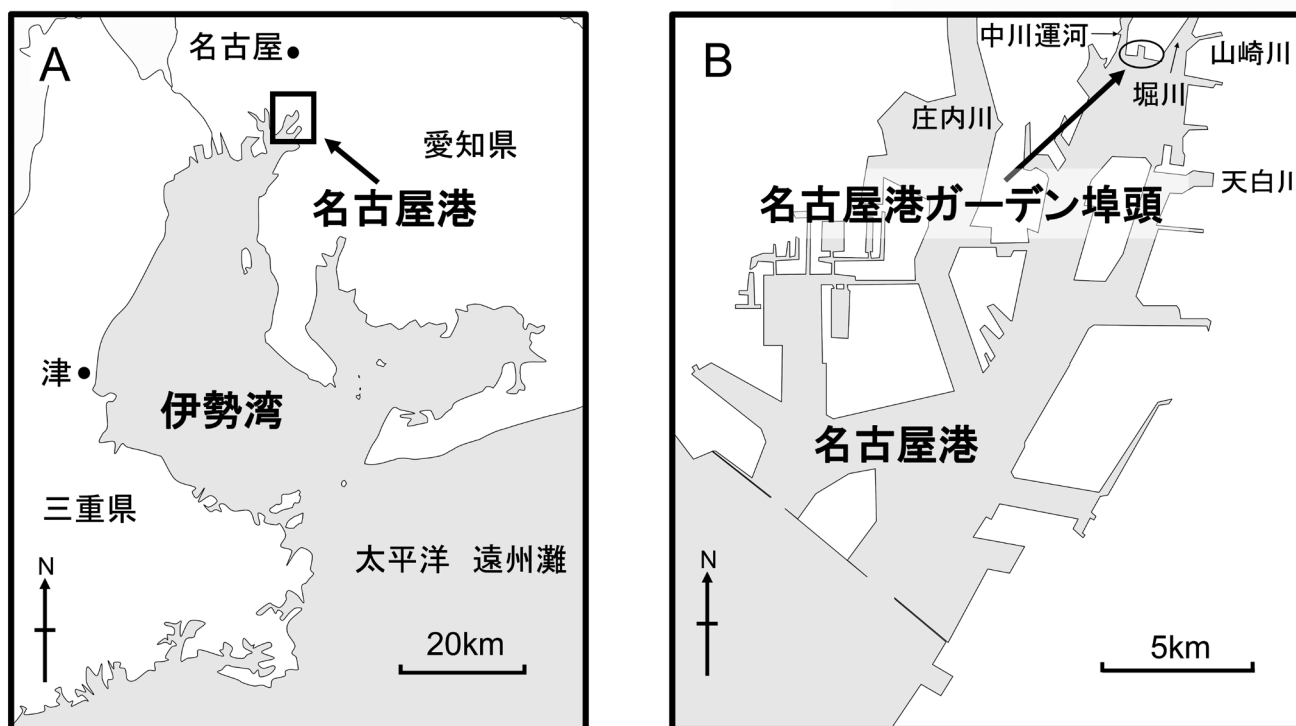 A
名古屋
愛知県
名古屋港
津
伊勢湾
三重県
太平洋 遠州灘
N
20km
B
中川運河
山崎川
堀川
庄内川
天白川
名古屋港ガーデン埠頭
名古屋港
N
5km